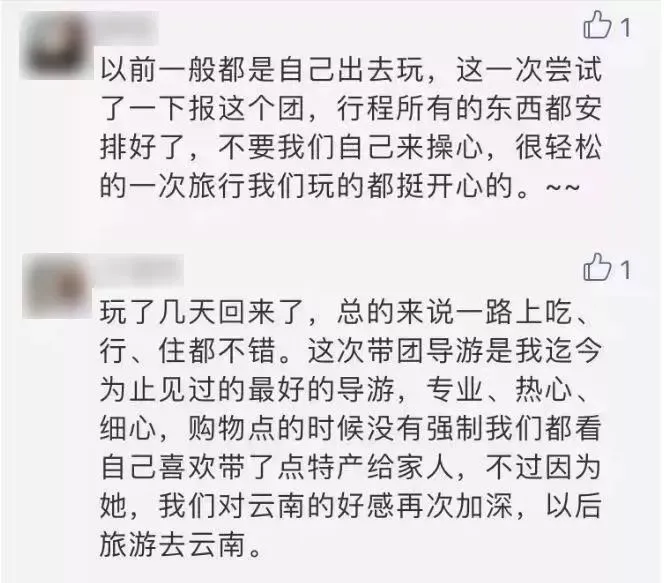 1
以前一般都是自己出去玩，这一次尝试
了一下报这个团，行程所有的东西都安
排好了，不要我们自己来操心，很轻松
的一次旅行我们玩的都挺开心的。~~
1
玩了几天回来了，总的来说一路上吃、
行、住都不错。这次带团导游是我迄今
为止见过的最好的导游，专业、热心、
细心，购物点的时候没有强制我们都看
自己喜欢带了点特产给家人，不过因为
她，我们对云南的好感再次加深，以后
旅游去云南。